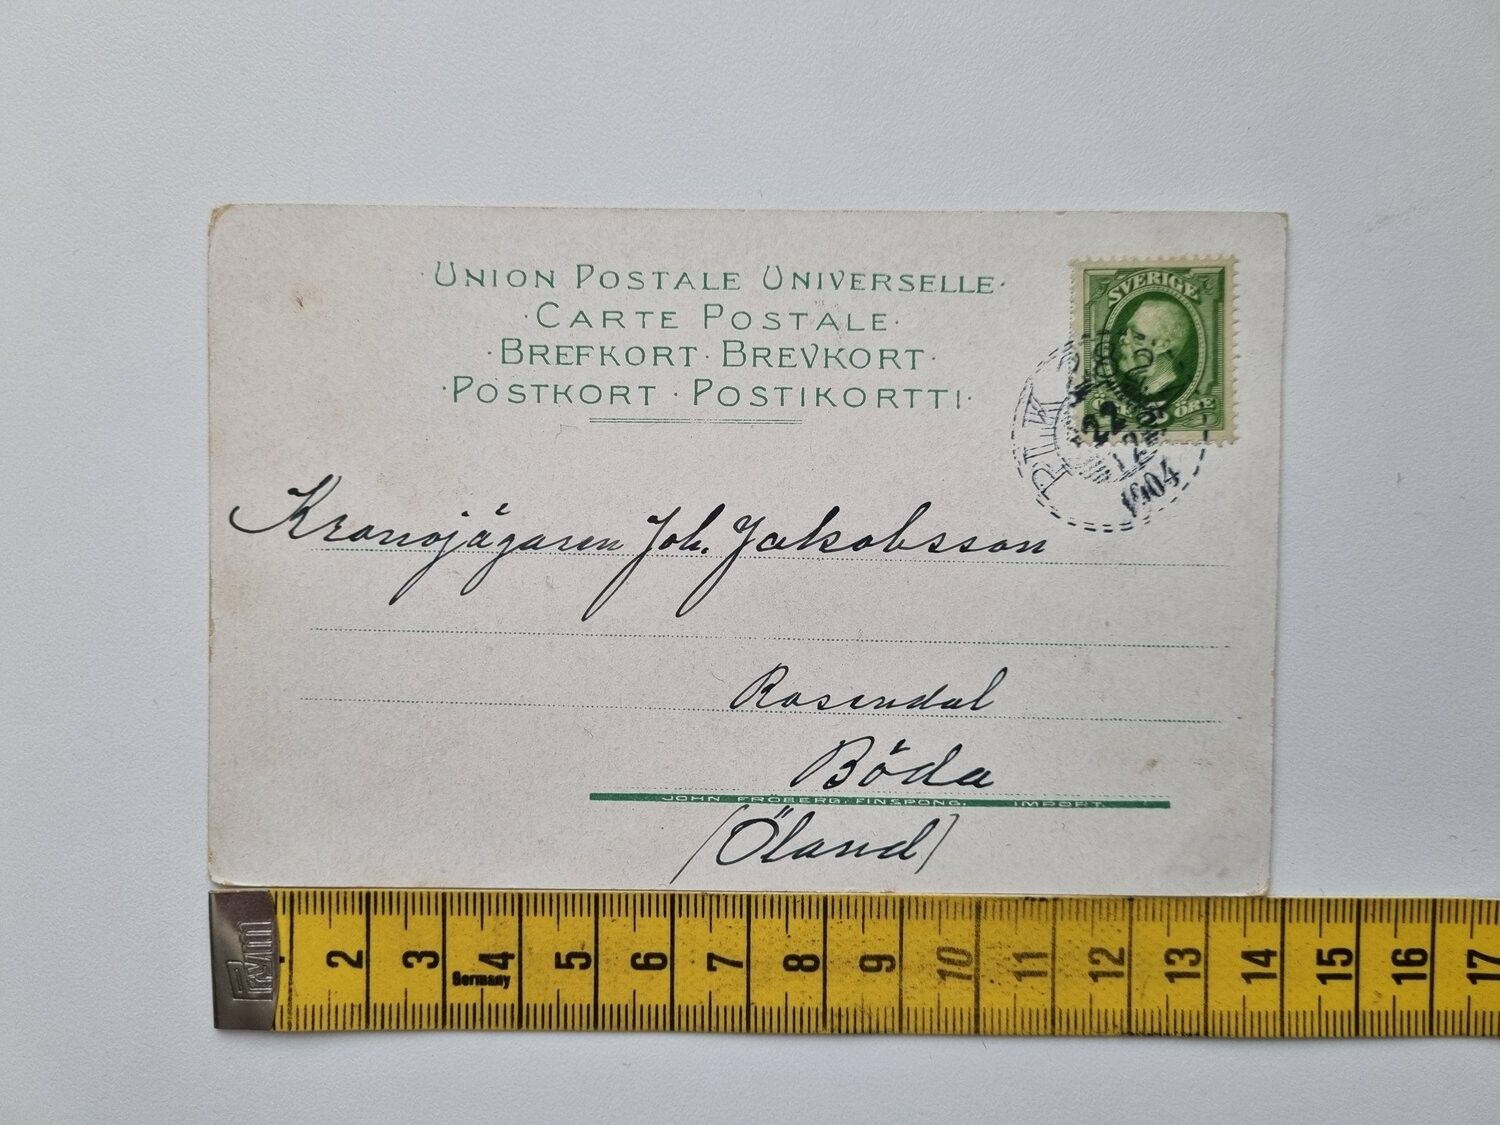 ·UNION POSTALE UNIVERSELLE·
·CARTE POSTALE·
·BREFKORT·BREVKORT·
·POSTKORT·POSTIKORTTI·
SVERIGE
5 ÖRE
PLK
22
12
1904
Kronojägaren Joh. Jakobsson
Rosendal
Böda
JOHN FRÖBERG, FINSPONG. IMPORT.
(Öland)
2 3 4 5 6 7 8 9 10 11 12 13 14 15 16 17
Germany